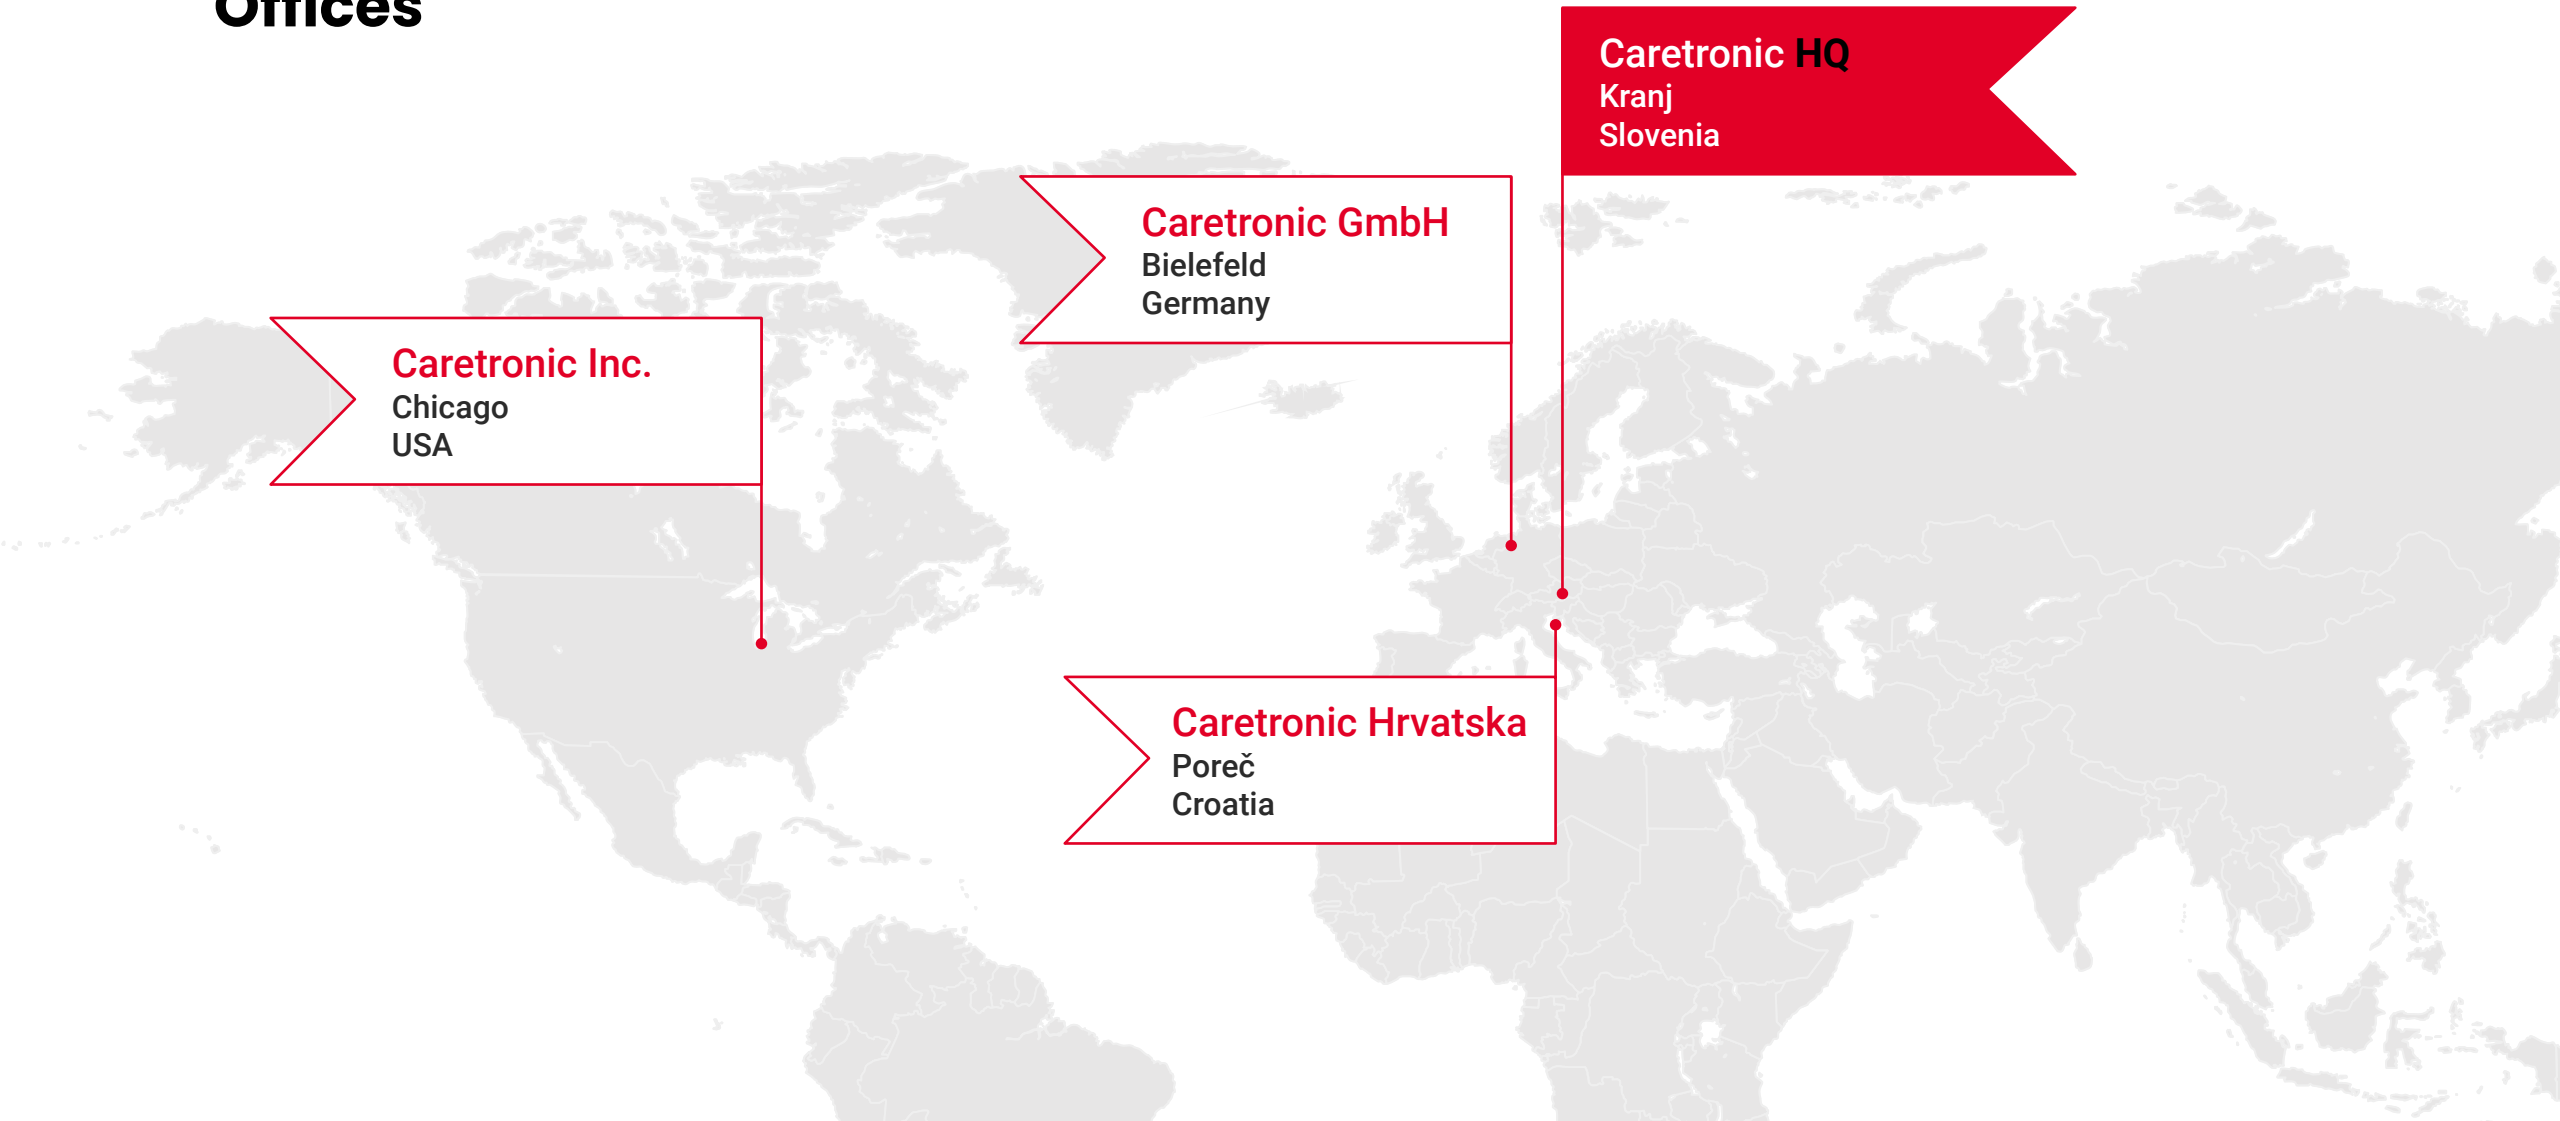 Offices
Caretronic HQ
Kranj
Slovenia
Caretronic GmbH
Bielefeld
Germany
Caretronic Inc.
Chicago
USA
Caretronic Hrvatska
Poreč
Croatia